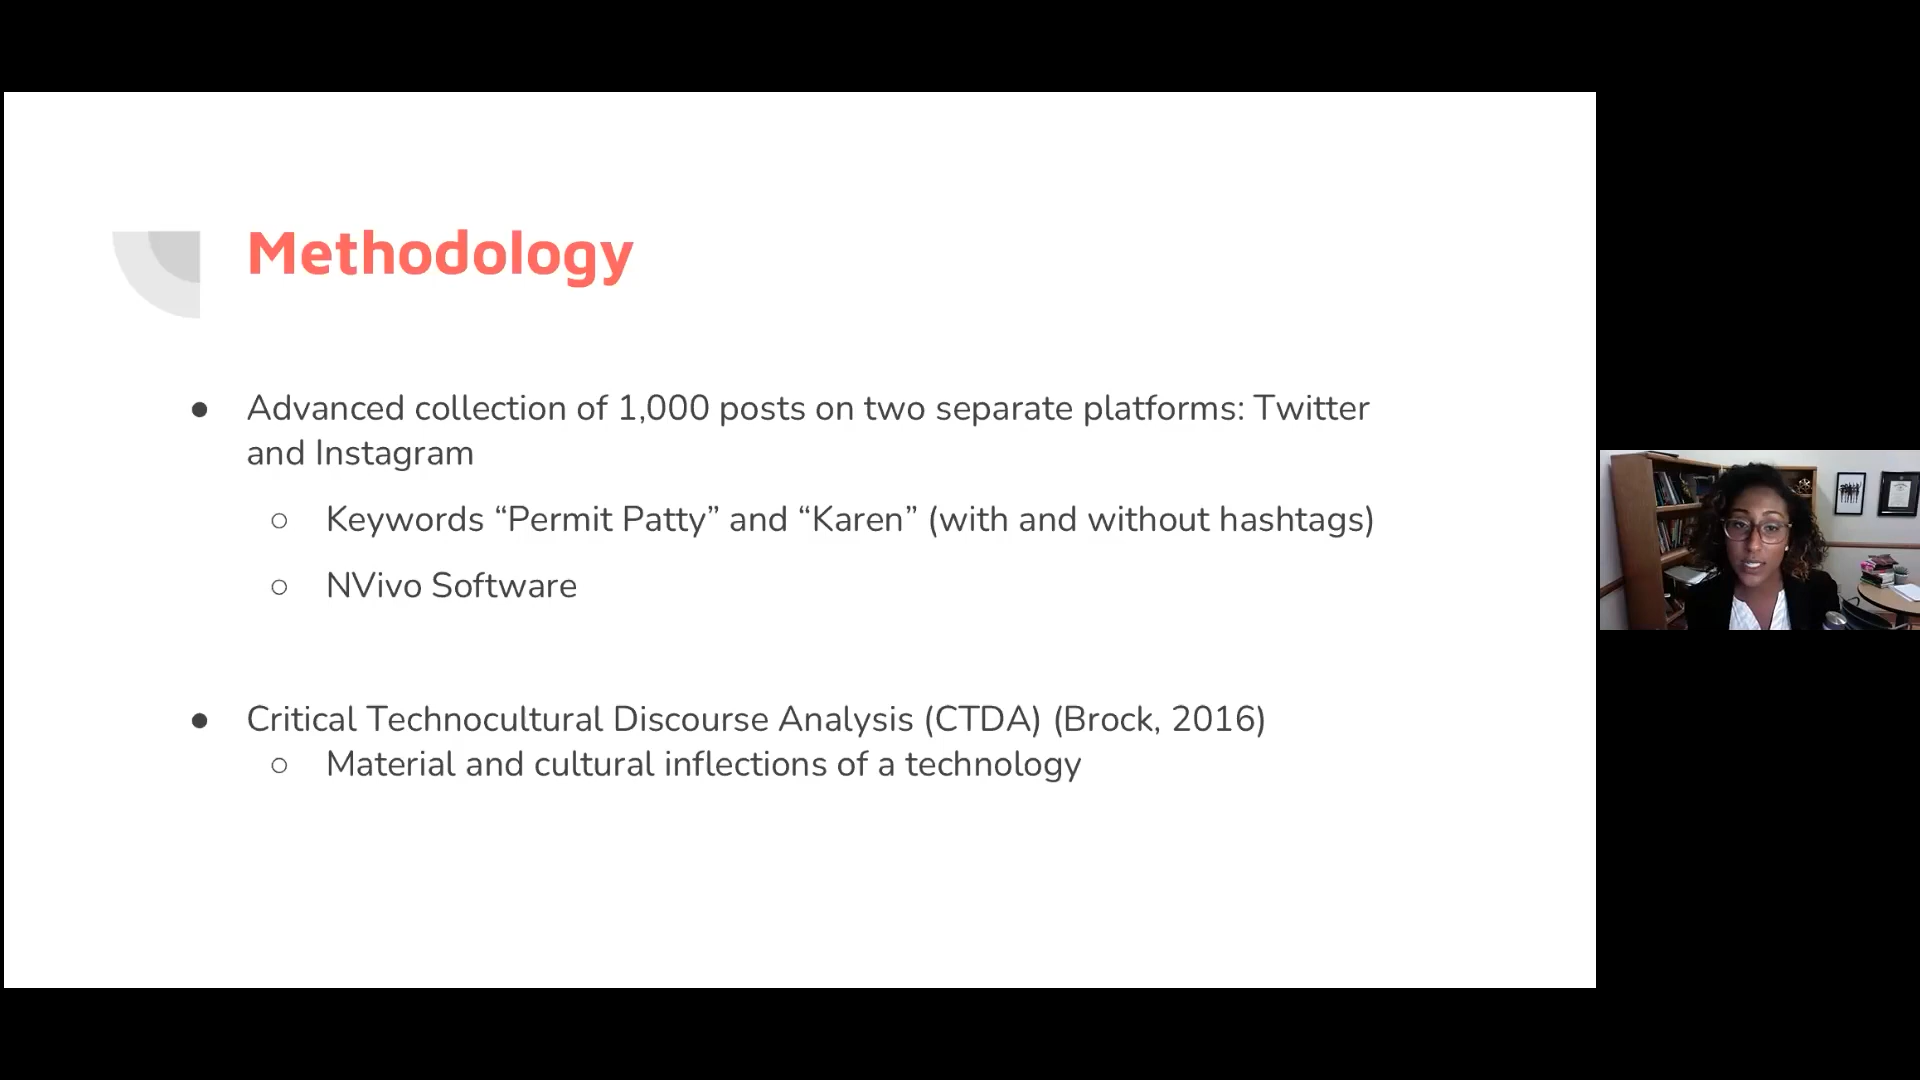 Methodology
● Advanced collection of 1,000 posts on two separate platforms: Twitter
and Instagram
○ Keywords “Permit Patty” and “Karen” (with and without hashtags)
○ NVivo Software
● Critical Technocultural Discourse Analysis (CTDA) (Brock, 2016)
○ Material and cultural inflections of a technology